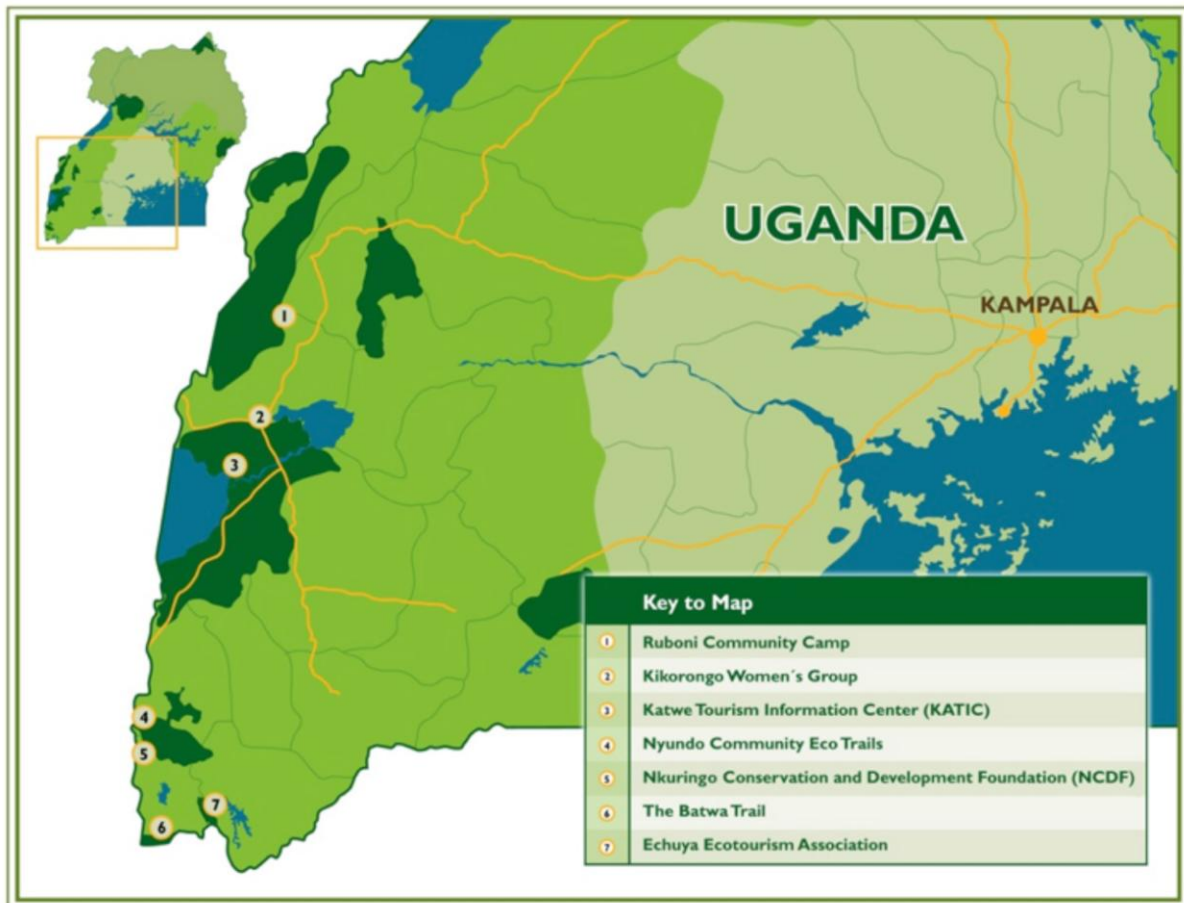 UGANDA
KAMPALA
1
2
3
4
5
6
7
Key to Map
1 Ruboni Community Camp
2 Kikorongo Women´s Group
3 Katwe Tourism Information Center (KATIC)
4 Nyundo Community Eco Trails
5 Nkuringo Conservation and Development Foundation (NCDF)
6 The Batwa Trail
7 Echuya Ecotourism Association